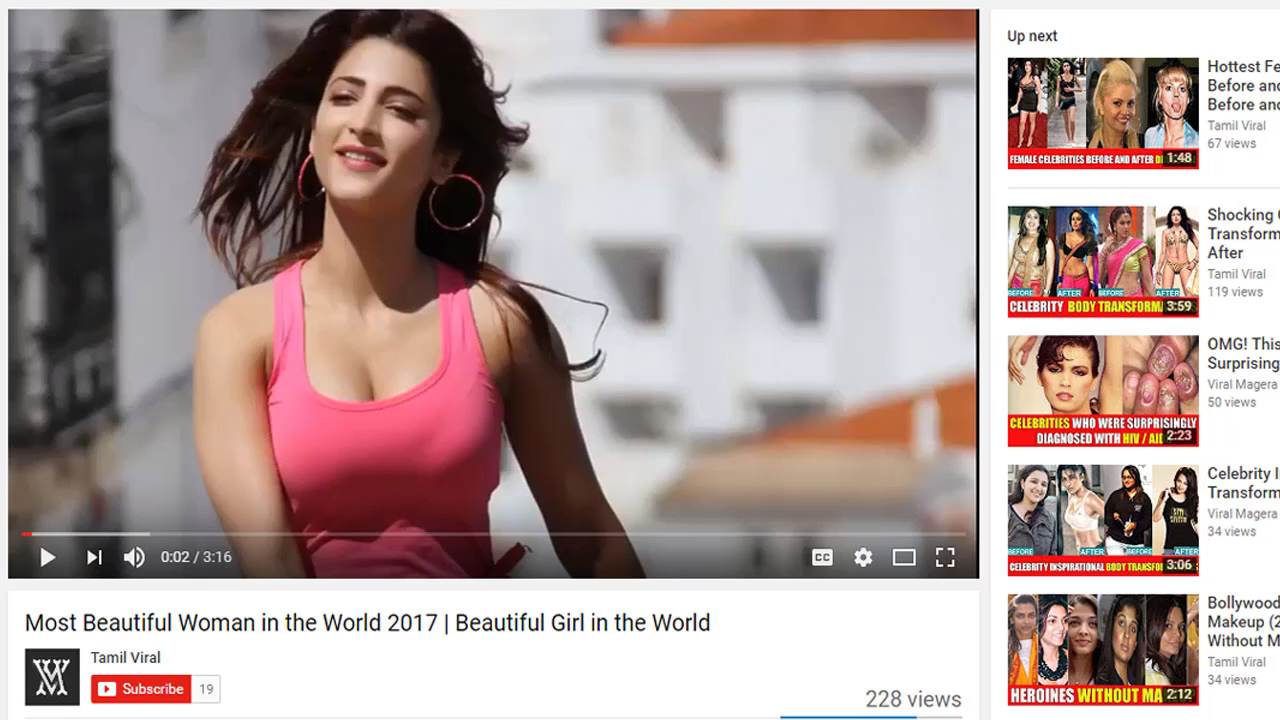 0:02 / 3:16
CC
Most Beautiful Woman in the World 2017 | Beautiful Girl in the World
Tamil Viral
Subscribe 19
228 views
Up next
FEMALE CELEBRITIES BEFORE AND AFTER
1:48
Hottest Fe
Before and
Before and
Tamil Viral
67 views
BEFORE AFTER BEFORE AFTER
CELEBRITY BODY TRANSFORM
3:59
Shocking
Transform
After
Tamil Viral
119 views
CELEBRITIES WHO WERE SURPRISINGLY
DIAGNOSED WITH HIV / AI
2:23
OMG! This
Surprising
Viral Magera
50 views
BEFORE AFTER BEFORE AFTER
CELEBRITY INSPIRATIONAL BODY TRANSFO
3:06
Celebrity I
Transform
Viral Magera
34 views
HEROINES WITHOUT MA
2:12
Bollywood
Makeup (2
Without M
Tamil Viral
34 views